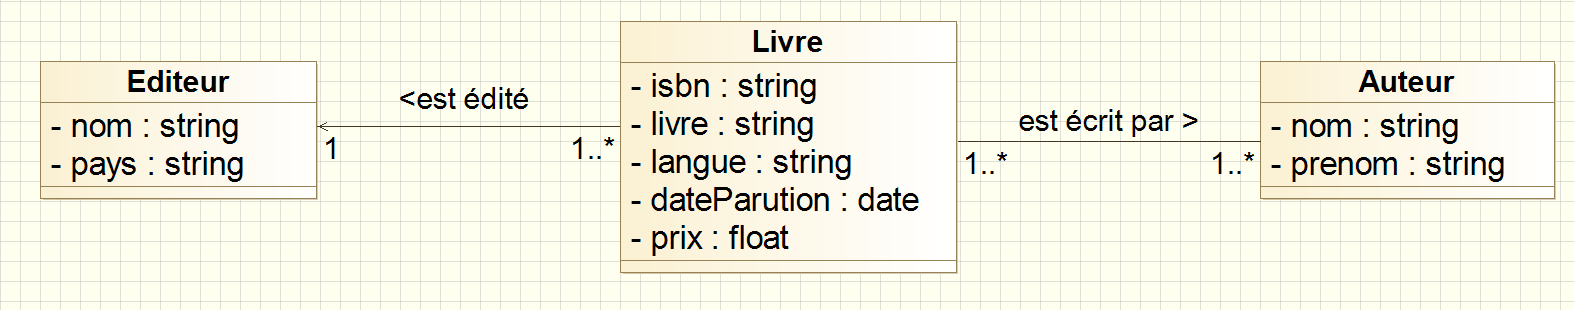 Editeur
- nom : string
- pays : string
<est édité
1
1..*
Livre
- isbn : string
- livre : string
- langue : string
- dateParution : date
- prix : float
est écrit par >
1..*
1..*
Auteur
- nom : string
- prenom : string